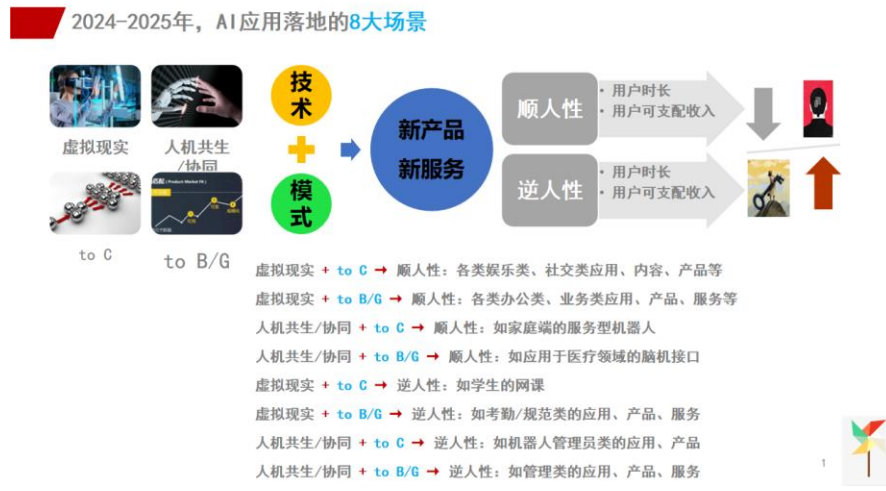 2024-2025年，AI应用落地的8大场景
虚拟现实
人机共生
/协同
to C
to B/G
技
术
模
式
新产品
新服务
顺人性
• 用户时长
• 用户可支配收入
逆人性
• 用户时长
• 用户可支配收入
虚拟现实 + to C → 顺人性：各类娱乐类、社交类应用、内容、产品等
虚拟现实 + to B/G → 顺人性：各类办公类、业务类应用、产品、服务等
人机共生/协同 + to C → 顺人性：如家庭端的服务型机器人
人机共生/协同 + to B/G → 顺人性：如应用于医疗领域的脑机接口
虚拟现实 + to C → 逆人性：如学生的网课
虚拟现实 + to B/G → 逆人性：如考勤/规范类的应用、产品、服务
人机共生/协同 + to C → 逆人性：如机器人管理员类的应用、产品
人机共生/协同 + to B/G → 逆人性：如管理类的应用、产品、服务
1